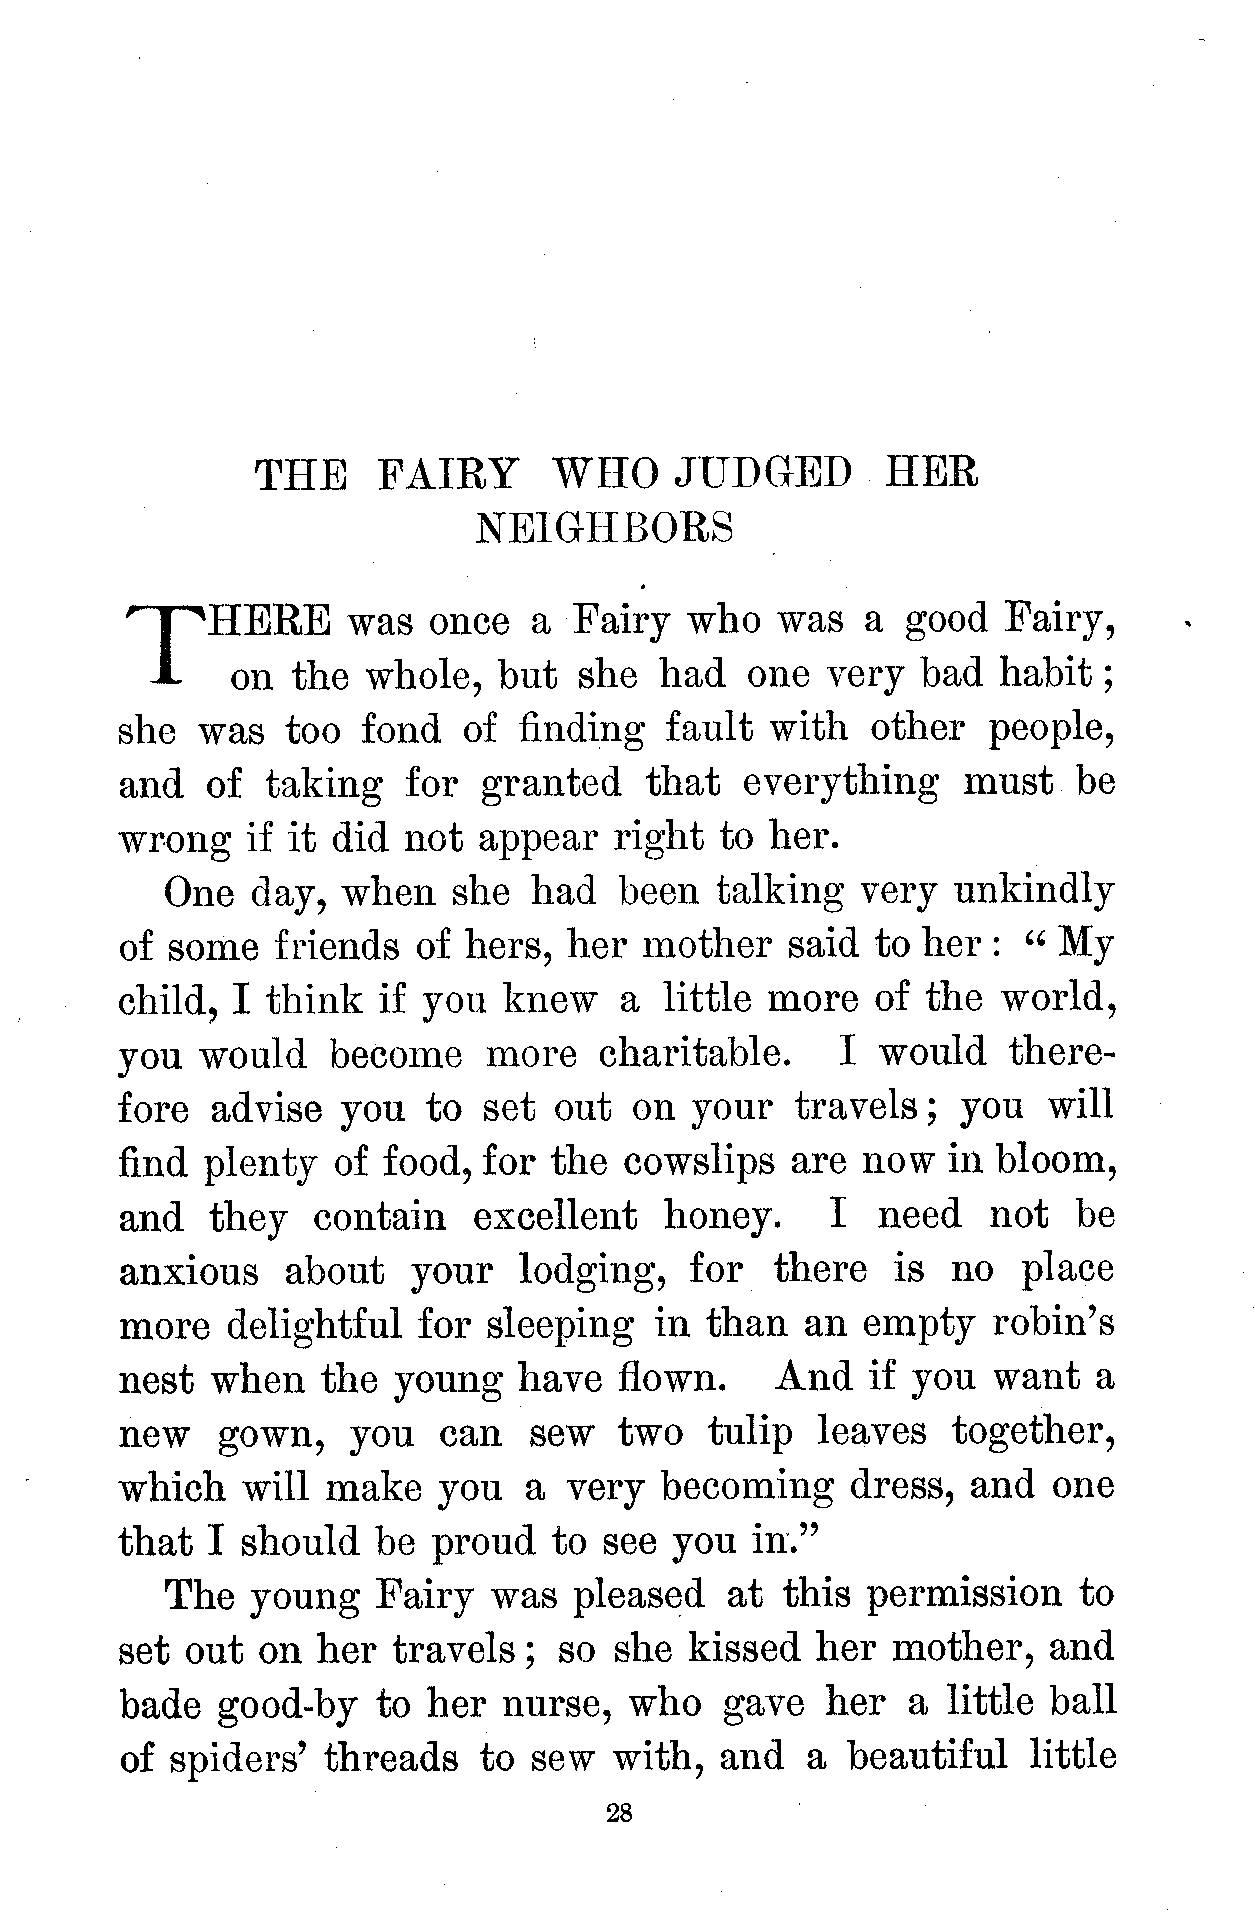 THE FAIRY WHO JUDGED HER
NEIGHBORS
THERE was once a Fairy who was a good Fairy,
on the whole, but she had one very bad habit;
she was too fond of finding fault with other people,
and of taking for granted that everything must be
wrong if it did not appear right to her.
One day, when she had been talking very unkindly
of some friends of hers, her mother said to her: “My
child, I think if you knew a little more of the world,
you would become more charitable. I would there-
fore advise you to set out on your travels; you will
find plenty of food, for the cowslips are now in bloom,
and they contain excellent honey. I need not be
anxious about your lodging, for there is no place
more delightful for sleeping in than an empty robin’s
nest when the young have flown. And if you want a
new gown, you can sew two tulip leaves together,
which will make you a very becoming dress, and one
that I should be proud to see you in.”
The young Fairy was pleased at this permission to
set out on her travels; so she kissed her mother, and
bade good-by to her nurse, who gave her a little ball
of spiders’ threads to sew with, and a beautiful little
28